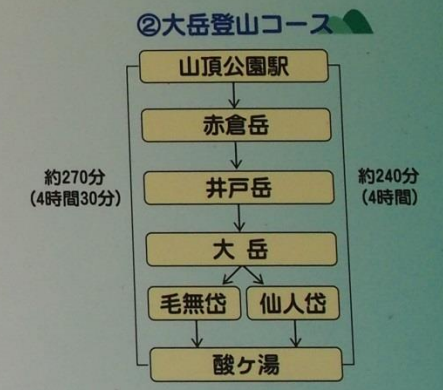 ②大岳登山コース
山頂公園駅
赤倉岳
約270分
(4時間30分)
井戸岳
約240分
(4時間)
大岳
毛無岱
仙人岱
酸ヶ湯